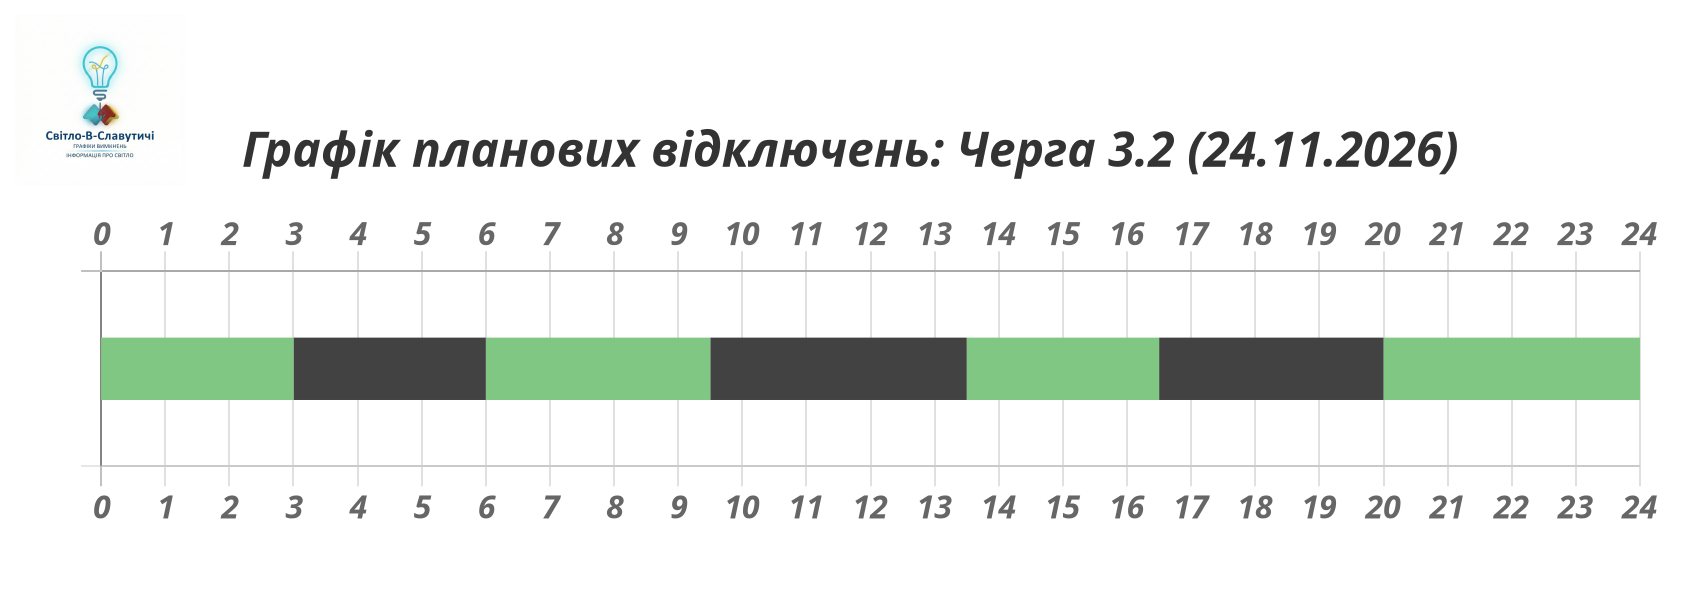 Світло-В-Славутичі
ГРАФІКИ ВИМКНЕНЬ
ІНФОРМАЦІЯ ПРО СВІТЛО
Графік планових відключень: Черга 3.2 (24.11.2026)
0 1 2 3 4 5 6 7 8 9 10 11 12 13 14 15 16 17 18 19 20 21 22 23 24
0 1 2 3 4 5 6 7 8 9 10 11 12 13 14 15 16 17 18 19 20 21 22 23 24